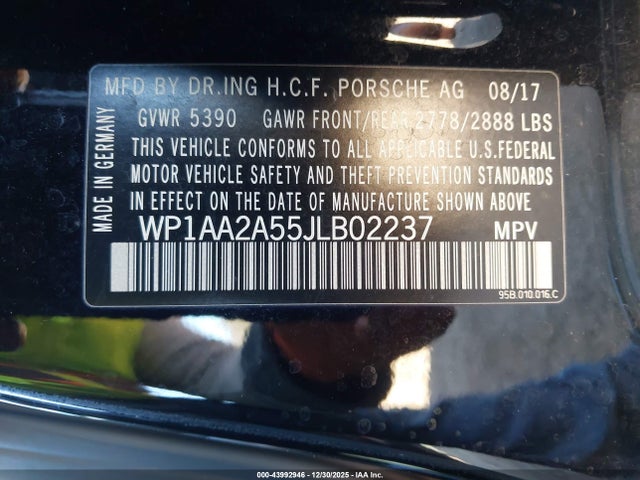 MFD BY DR.ING H.C.F. PORSCHE AG 08/17
GVWR 5390 GAWR FRONT/REAR 2778/2888 LBS
THIS VEHICLE CONFORMS TO ALL APPLICABLE U.S.FEDERAL
MOTOR VEHICLE SAFETY AND THEFT PREVENTION STANDARDS
IN EFFECT ON THE DATE OF MANUFACTURE SHOWN ABOVE.
WP1AA2A55JLB02237 MPV
MADE IN GERMANY
95B.010.016.C
000-43992946 - 12/30/2025 - IAA Inc.